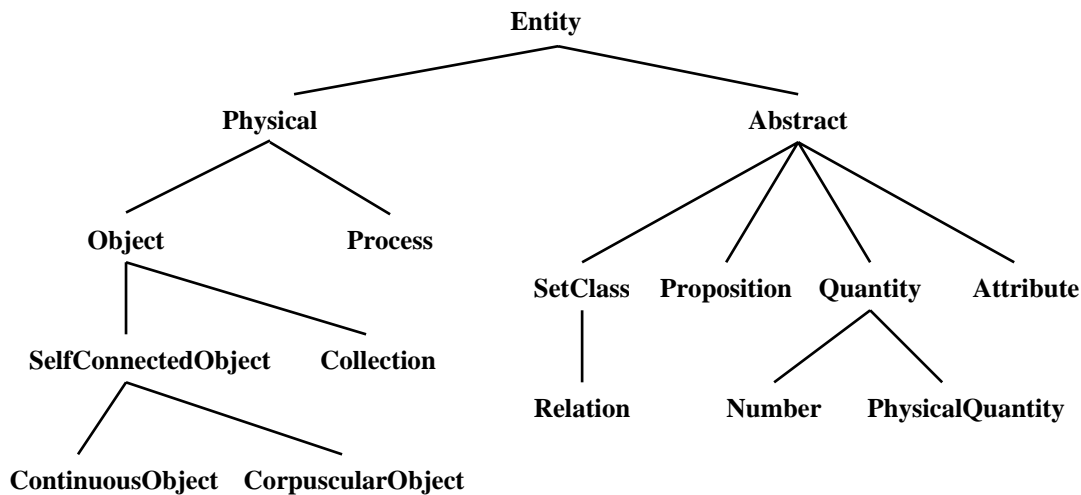 Entity
Physical Abstract
Object Process
SetClass Proposition Quantity Attribute
SelfConnectedObject Collection
Relation Number PhysicalQuantity
ContinuousObject CorpuscularObject